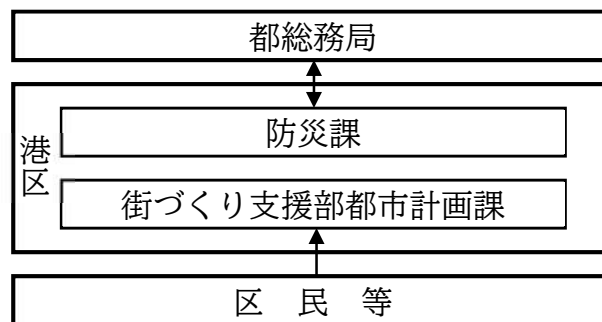 都総務局
港区
防災課
街づくり支援部都市計画課
区 民 等